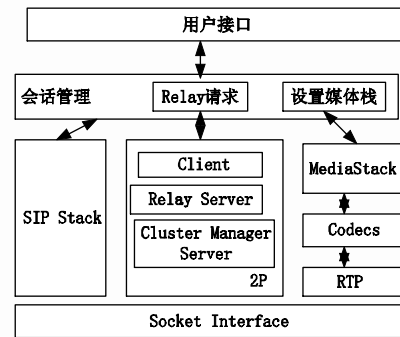 用户接口
会话管理
Relay请求
设置媒体栈
SIP Stack
Client
Relay Server
Cluster Manager
Server
2P
MediaStack
Codecs
RTP
Socket Interface